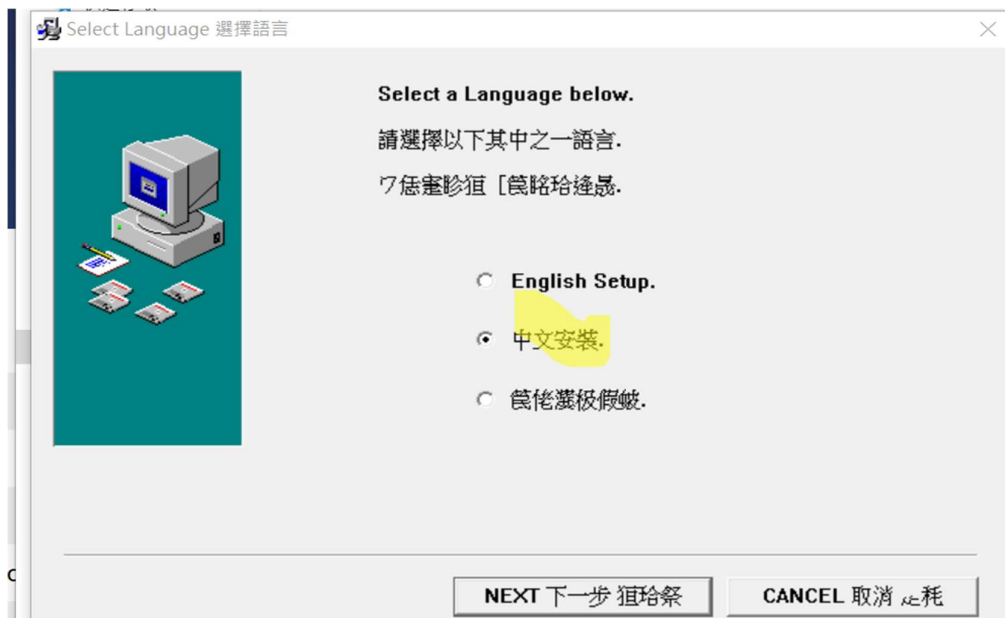 Select Language 選擇語言
Select a Language below.
請選擇以下其中之一語言.
English Setup.
中文安裝.
NEXT 下一步
CANCEL 取消